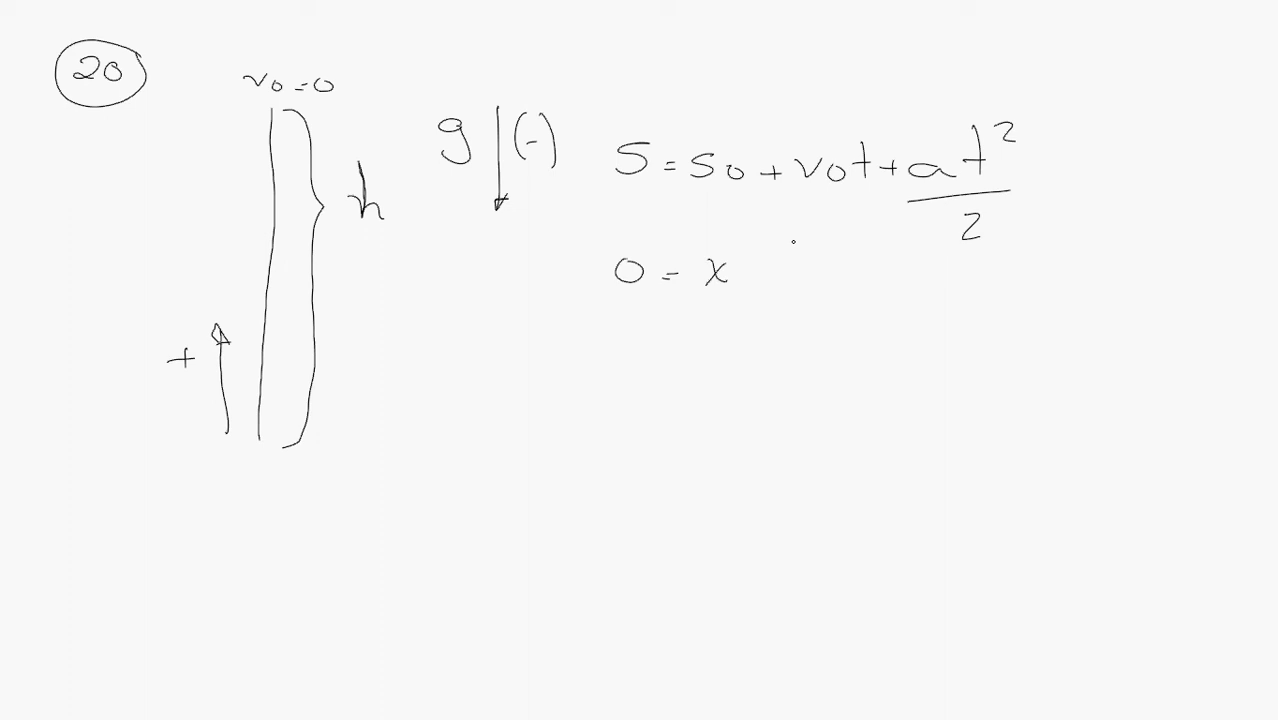 20
v0 = 0
h
g (-)
S = S0 + v0t + at²/2
0 = x
+